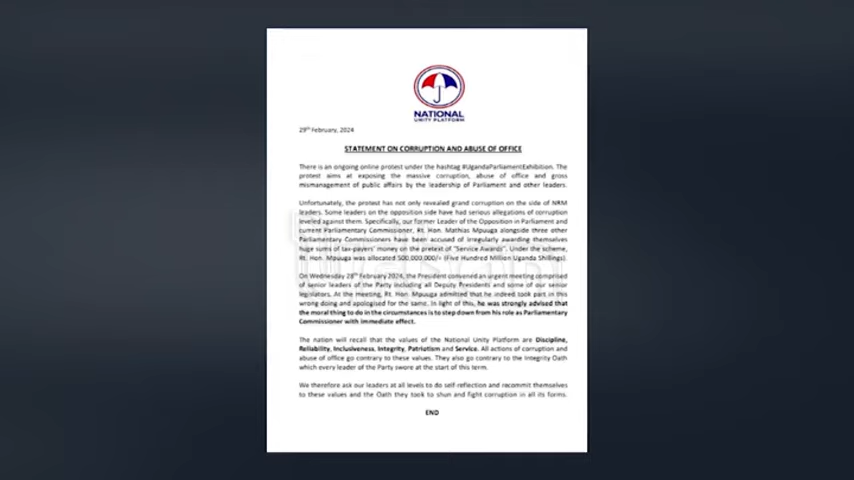 NATIONAL
UNITY PLATFORM
29th February, 2024
STATEMENT ON CORRUPTION AND ABUSE OF OFFICE
There is an ongoing online protest under the hashtag #UgandaParliamentExhibition. The
protest aims at exposing the massive corruption, abuse of office and gross
mismanagement of public affairs by the leadership of Parliament and other leaders.
Unfortunately, the protest has not only revealed grand corruption on the side of NRM
leaders. Some leaders on the opposition side have had serious allegations of corruption
leveled against them. Specifically, our former Leader of the Opposition in Parliament and
current Parliamentary Commissioner, Rt. Hon. Mathias Mpuuga alongside three other
Parliamentary Commissioners have been accused of irregularly awarding themselves
huge sums of tax-payers' money on the pretext of "Service Awards". Under the scheme,
Rt. Hon. Mpuuga was allocated 500,000,000/= (Five Hundred Million Uganda Shillings).
On Wednesday 28th February 2024, the President convened an urgent meeting comprised
of senior leaders of the Party including all Deputy Presidents and some of our senior
legislators. At the meeting, Rt. Hon. Mpuuga admitted that he indeed took part in this
wrong doing and apologised for the same. In light of this, he was strongly advised that
the moral thing to do in the circumstances is to step down from his role as Parliamentary
Commissioner with immediate effect.
The nation will recall that the values of the National Unity Platform are Discipline,
Reliability, Inclusiveness, Integrity, Patriotism and Service. All actions of corruption and
abuse of office go contrary to these values. They also go contrary to the Integrity Oath
which every leader of the Party swore at the start of this term.
We therefore ask our leaders at all levels to do self-reflection and recommit themselves
to these values and the Oath they took to shun and fight corruption in all its forms.
END